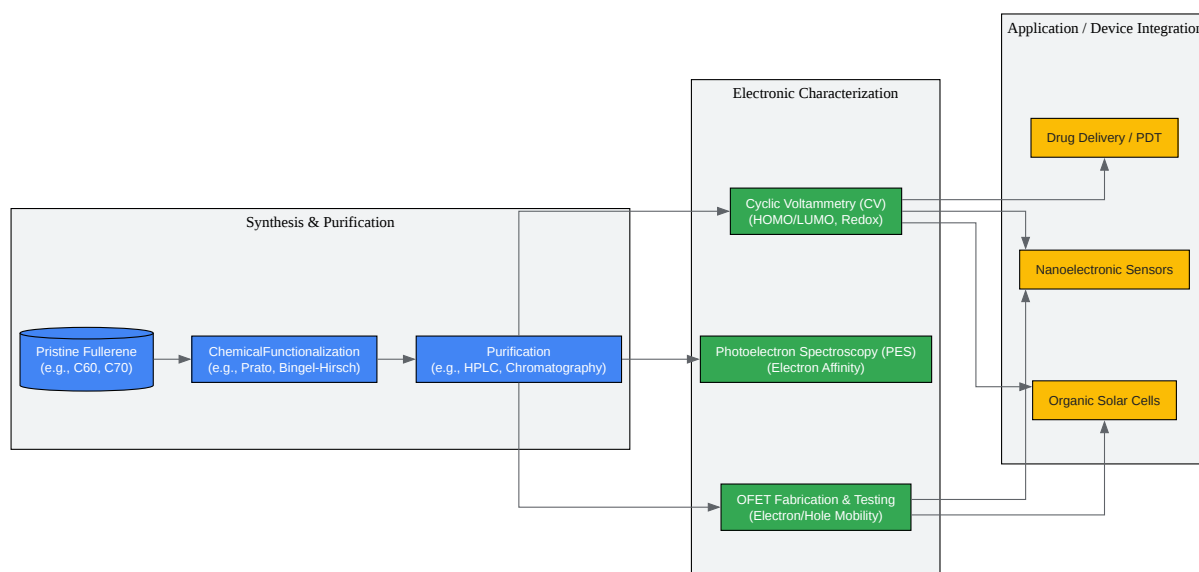 Application / Device Integration
Electronic Characterization
Drug Delivery / PDT
Cyclic Voltammetry (CV)
(HOMO/LUMO, Redox)
Synthesis & Purification
Nanoelectronic Sensors
Pristine Fullerene
(e.g., C60, C70)
ChemicalFunctionalization
(e.g., Prato, Bingel-Hirsch)
Purification
(e.g., HPLC, Chromatography)
Photoelectron Spectroscopy (PES)
(Electron Affinity)
Organic Solar Cells
OFET Fabrication & Testing
(Electron/Hole Mobility)